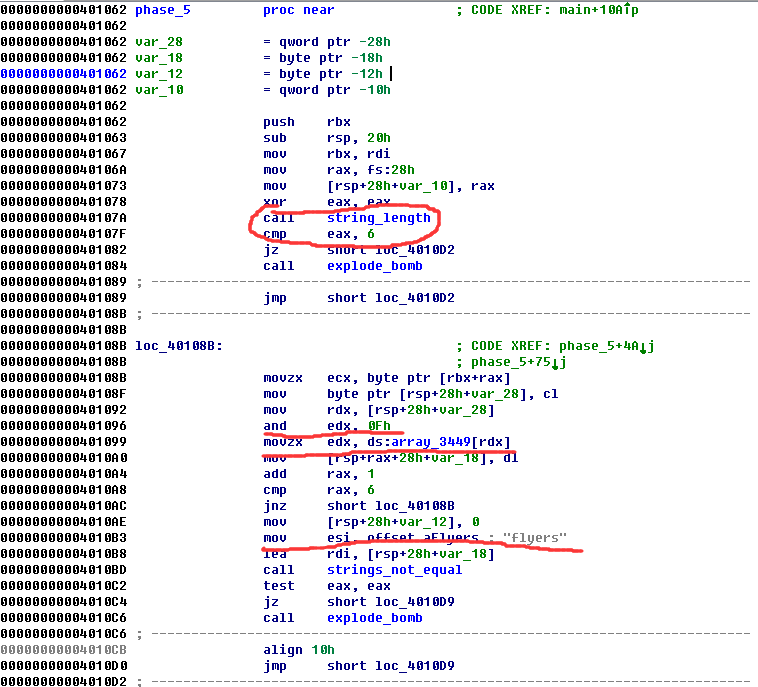 0000000000401062 phase_5 proc near ; CODE XREF: main+10A↑p
0000000000401062
0000000000401062 var_28 = qword ptr -28h
0000000000401062 var_18 = byte ptr -18h
0000000000401062 var_12 = byte ptr -12h
0000000000401062 var_10 = qword ptr -10h
0000000000401062
0000000000401062 push rbx
0000000000401063 sub rsp, 20h
0000000000401067 mov rbx, rdi
000000000040106A mov rax, fs:28h
0000000000401073 mov [rsp+28h+var_10], rax
0000000000401078 xor eax, eax
000000000040107A call string_length
000000000040107F cmp eax, 6
0000000000401082 jz short loc_4010D2
0000000000401084 call explode_bomb
0000000000401089 ; ---------------------------------------------------------------------------
0000000000401089 jmp short loc_4010D2
000000000040108B ; ---------------------------------------------------------------------------
000000000040108B
000000000040108B loc_40108B: ; CODE XREF: phase_5+4A↓j
000000000040108B ; phase_5+75↓j
000000000040108B movzx ecx, byte ptr [rbx+rax]
000000000040108F mov byte ptr [rsp+28h+var_28], cl
0000000000401092 mov rdx, [rsp+28h+var_28]
0000000000401096 and edx, 0Fh
0000000000401099 movzx edx, ds:array_3449[rdx]
00000000004010A0 mov [rsp+rax+28h+var_18], dl
00000000004010A4 add rax, 1
00000000004010A8 cmp rax, 6
00000000004010AC jnz short loc_40108B
00000000004010AE mov [rsp+28h+var_12], 0
00000000004010B3 mov esi, offset aFlyers ; "flyers"
00000000004010B8 lea rdi, [rsp+28h+var_18]
00000000004010BD call strings_not_equal
00000000004010C2 test eax, eax
00000000004010C4 jz short loc_4010D9
00000000004010C6 call explode_bomb
00000000004010C6 ; ---------------------------------------------------------------------------
00000000004010CB align 10h
00000000004010D0 jmp short loc_4010D9
00000000004010D2 ; ---------------------------------------------------------------------------